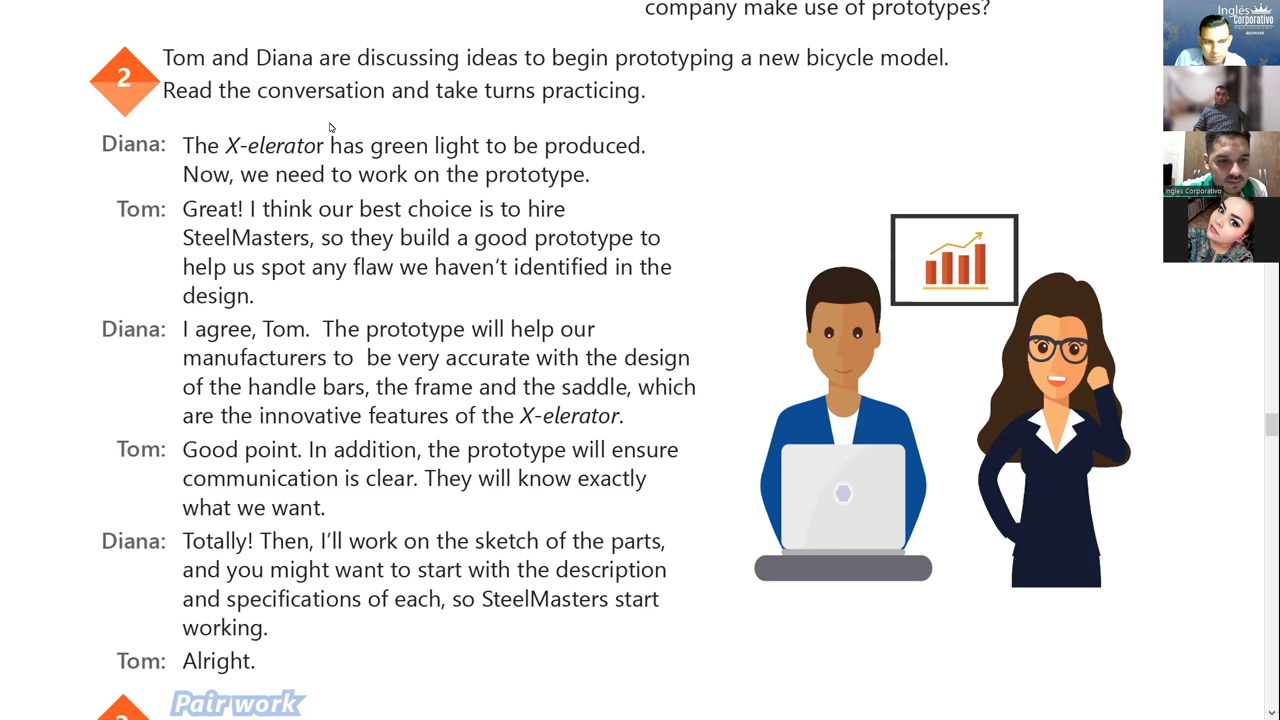 company make use of prototypes?
2
Tom and Diana are discussing ideas to begin prototyping a new bicycle model.
Read the conversation and take turns practicing.
Diana: The X-elerator has green light to be produced.
Now, we need to work on the prototype.
Tom: Great! I think our best choice is to hire
SteelMasters, so they build a good prototype to
help us spot any flaw we haven't identified in the
design.
Diana: I agree, Tom. The prototype will help our
manufacturers to be very accurate with the design
of the handle bars, the frame and the saddle, which
are the innovative features of the X-elerator.
Tom: Good point. In addition, the prototype will ensure
communication is clear. They will know exactly
what we want.
Diana: Totally! Then, I'll work on the sketch of the parts,
and you might want to start with the description
and specifications of each, so SteelMasters start
working.
Tom: Alright.
Pair work
Inglés
Corporativo
BEGINNER
Inglés Corporativo